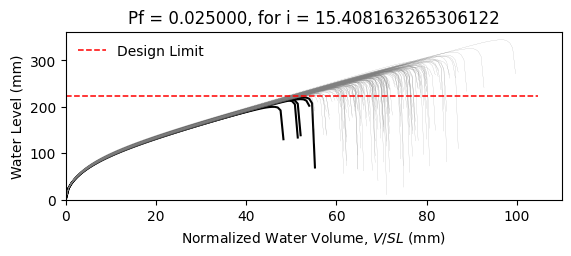 Pf = 0.025000, for i = 15.408163265306122
Design Limit
Water Level (mm)
300
200
100
0
0 20 40 60 80 100
Normalized Water Volume, V/SL (mm)